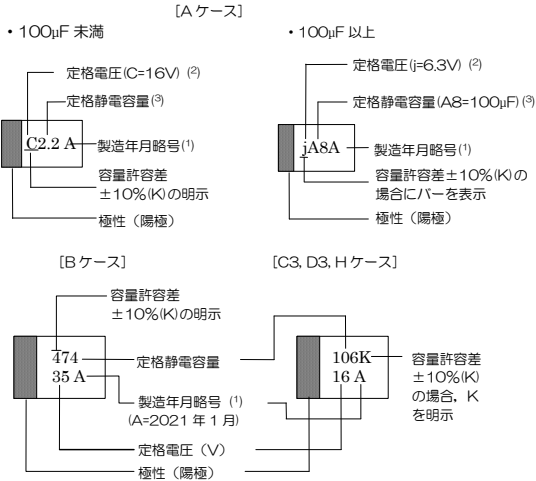 [Aケース]
・100μF 未満
定格電圧(C=16V) (2)
定格静電容量(3)
C2.2 A
製造年月略号(1)
容量許容差
±10%(K)の明示
極性(陽極)
・100μF 以上
定格電圧(j=6.3V) (2)
定格静電容量(A8=100μF)(3)
jA8A
製造年月略号(1)
容量許容差±10%(K)の
場合にバーを表示
極性(陽極)
[Bケース]
容量許容差
±10%(K)の明示
474
35 A
定格静電容量
製造年月略号 (1)
(A=2021年1月)
定格電圧(V)
極性(陽極)
[C3, D3, Hケース]
106K
16 A
容量許容差
±10%(K)
の場合，K
を明示